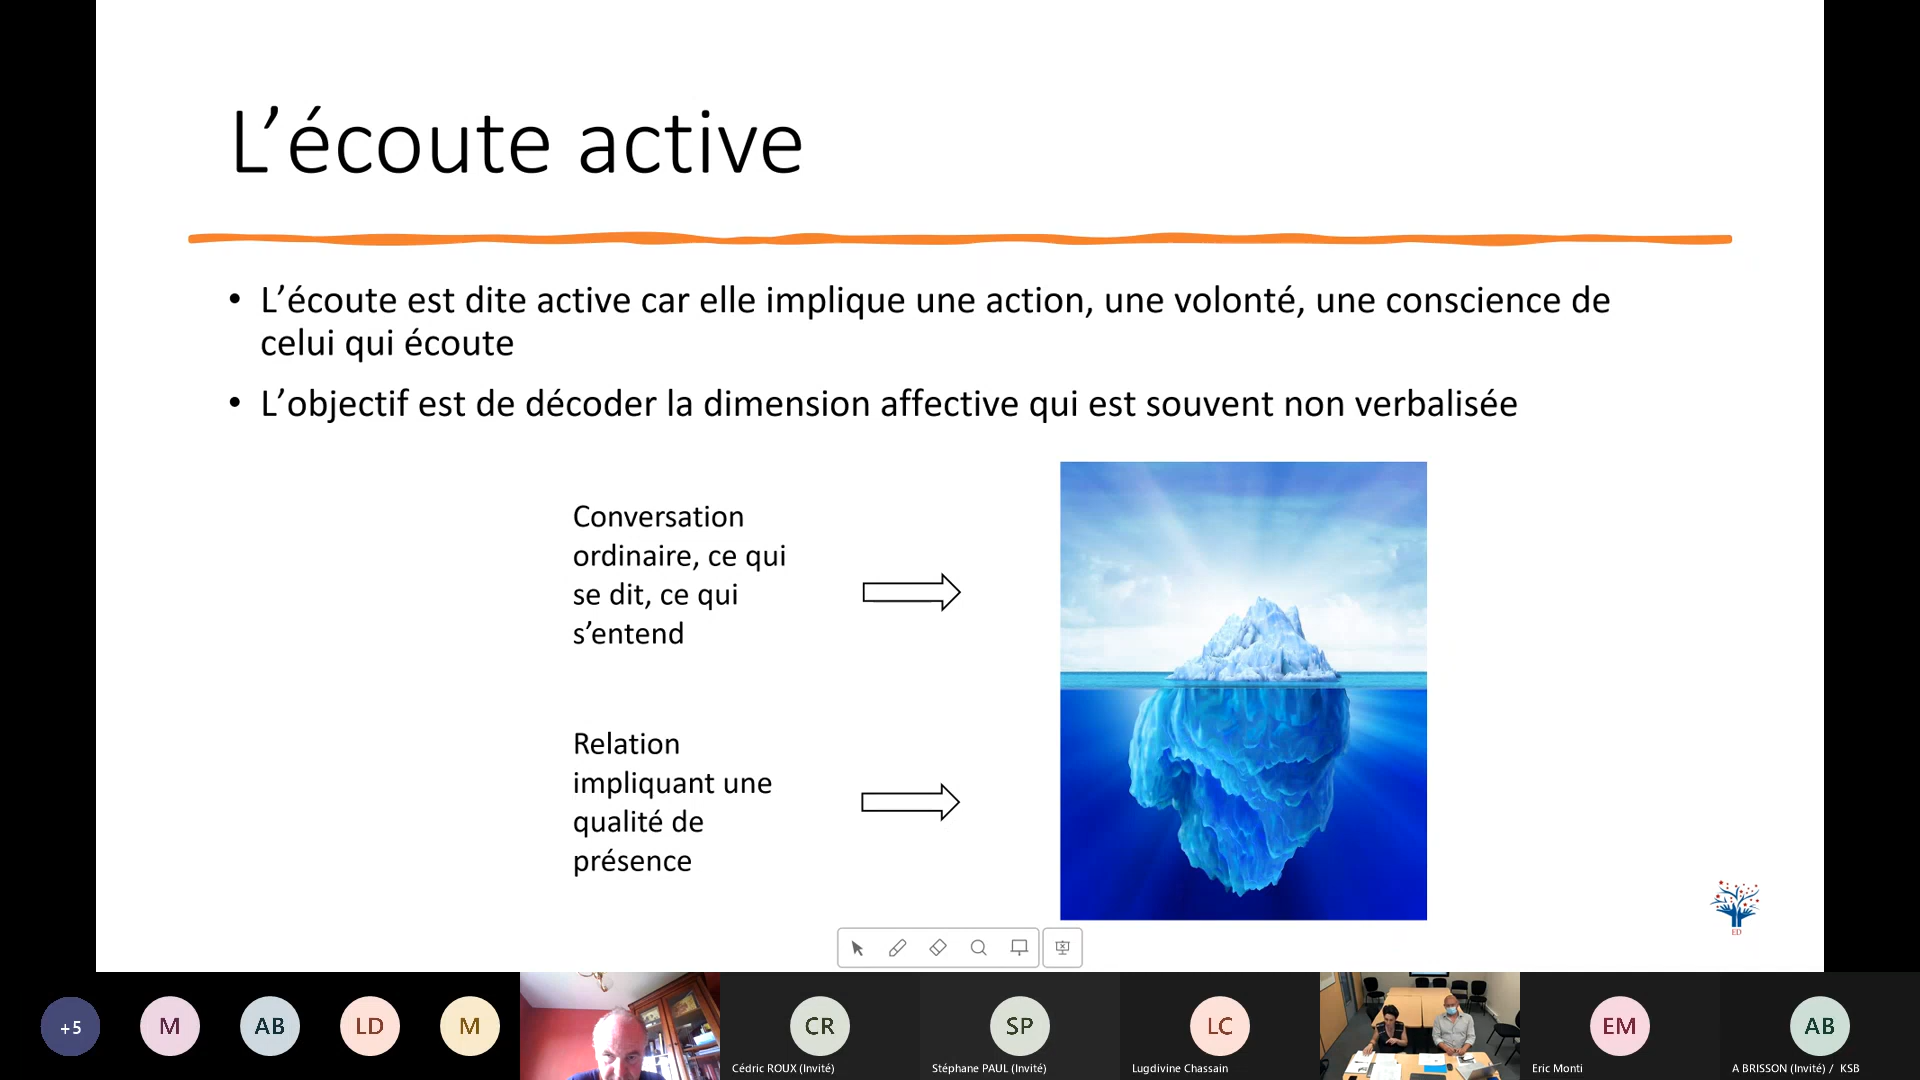 L’écoute active
• L’écoute est dite active car elle implique une action, une volonté, une conscience de
celui qui écoute
• L’objectif est de décoder la dimension affective qui est souvent non verbalisée
Conversation
ordinaire, ce qui
se dit, ce qui
s’entend
Relation
impliquant une
qualité de
présence
ED
+5
M
AB
LD
M
CR
Cédric ROUX (Invité)
SP
Stéphane PAUL (Invité)
LC
Lugdivine Chassain
EM
Eric Monti
AB
A BRISSON (Invité) / KSB